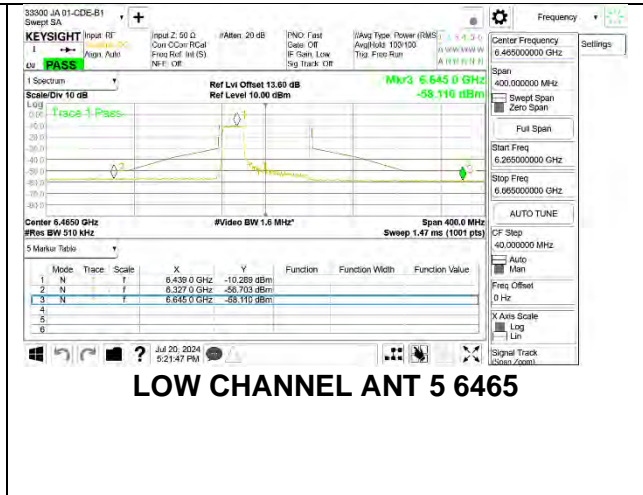 33300 JA 01-CDE-B1
Swept SA
Frequency
Settings
KEYSIGHT
Input: RF
Align: Auto
PASS
Input Z: 50 Ω
Corr CCorr RCal
Freq Ref: Int (S)
NFE: Off
#Atten: 20 dB
PNO: Fast
Gate: Off
IF Gain: Low
Sig Track: Off
#Avg Type: Power (RMS)
Avg|Hold: 100/100
Trig: Free Run
Center Frequency
6.465000000 GHz
Span
400.000000 MHz
Swept Span
Zero Span
Full Span
Start Freq
6.265000000 GHz
Stop Freq
6.665000000 GHz
AUTO TUNE
CF Step
40.000000 MHz
Auto
Man
Freq Offset
0 Hz
X Axis Scale
Log
Lin
Signal Track
(Span Zoom)
1 Spectrum
Scale/Div 10 dB
Ref Lvl Offset 13.60 dB
Ref Level 10.00 dBm
Mkr3 6.645 0 GHz
-58.110 dBm
Log
Trace 1 Pass
Center 6.4650 GHz
#Res BW 510 kHz
#Video BW 1.6 MHz*
Span 400.0 MHz
Sweep 1.47 ms (1001 pts)
5 Marker Table
Mode Trace Scale X Y Function Function Width Function Value
1 N f 6.439 0 GHz -10.289 dBm
2 N f 6.327 0 GHz -56.703 dBm
3 N f 6.645 0 GHz -58.110 dBm
4
5
6
Jul 20, 2024
5:21:47 PM
LOW CHANNEL ANT 5 6465